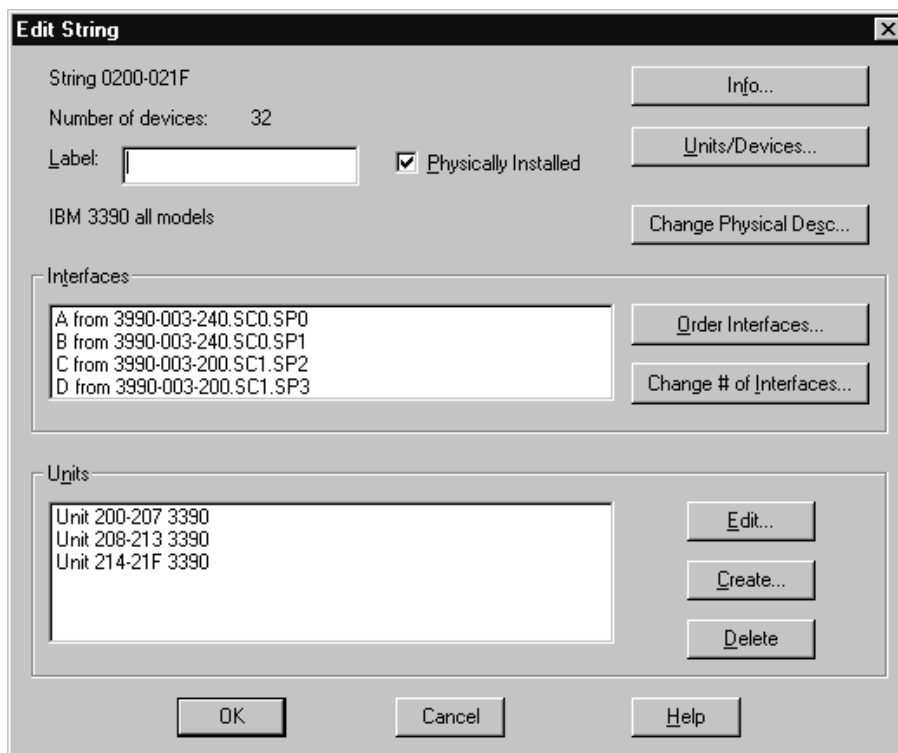 Edit String
String 0200-021F
Info...
Number of devices: 32
Units/Devices...
Label:
Physically Installed
IBM 3390 all models
Change Physical Desc...
Interfaces
A from 3990-003-240.SC0.SP0
B from 3990-003-240.SC0.SP1
C from 3990-003-200.SC1.SP2
D from 3990-003-200.SC1.SP3
Order Interfaces...
Change # of Interfaces...
Units
Unit 200-207 3390
Unit 208-213 3390
Unit 214-21F 3390
Edit...
Create...
Delete
OK Cancel Help